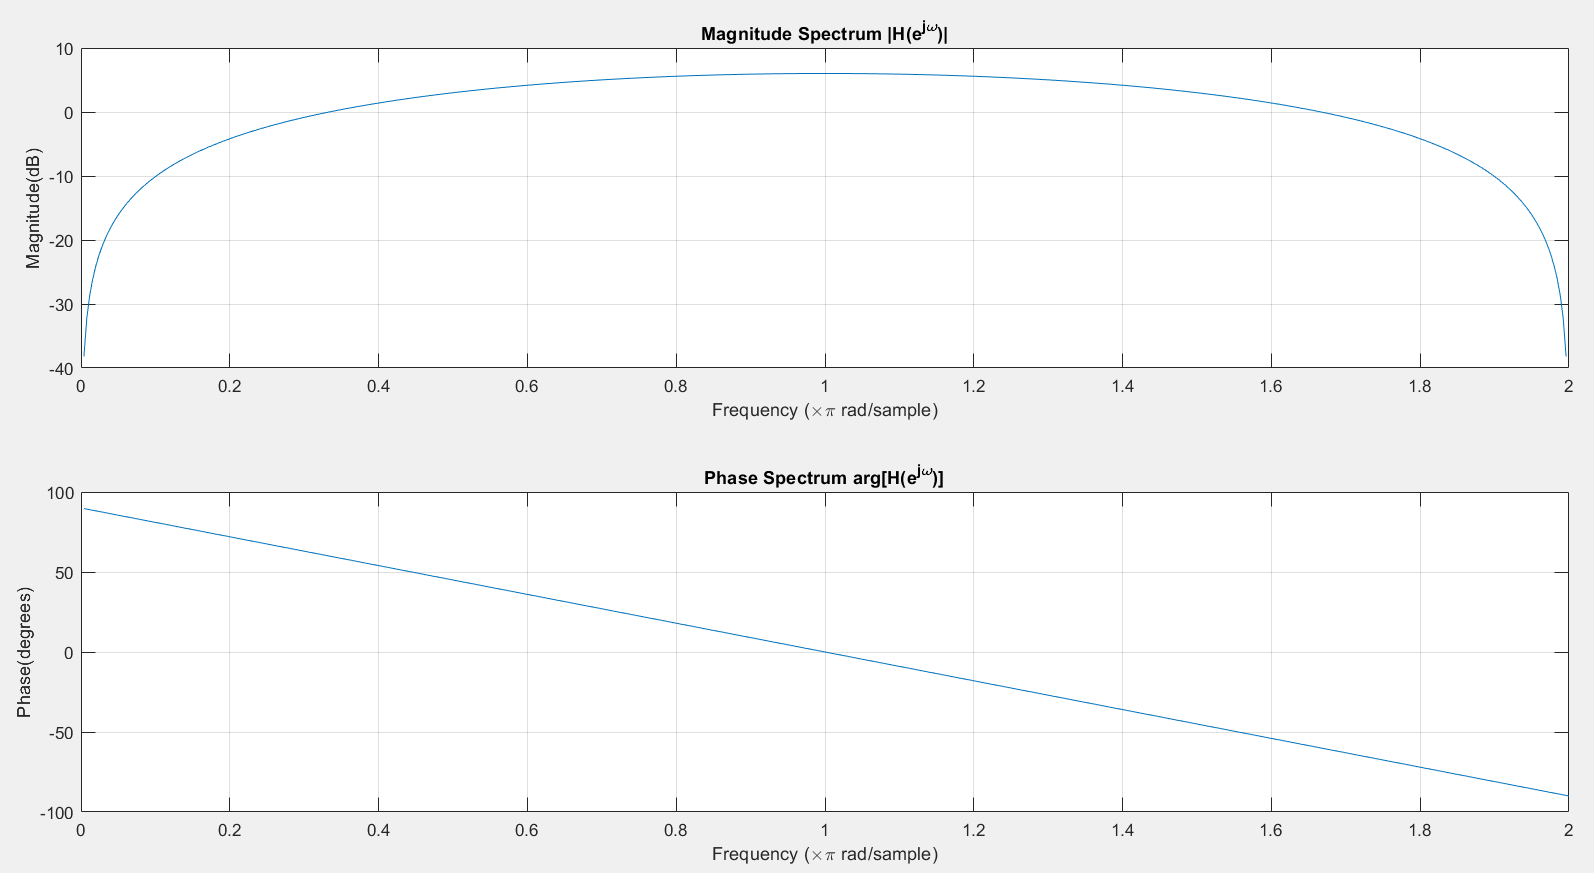 Magnitude Spectrum |H(e^jω)|
10
0
-10
-20
-30
-40
Magnitude(dB)
0 0.2 0.4 0.6 0.8 1 1.2 1.4 1.6 1.8 2
Frequency (×π rad/sample)
Phase Spectrum arg[H(e^jω)]
100
50
0
-50
-100
Phase(degrees)
0 0.2 0.4 0.6 0.8 1 1.2 1.4 1.6 1.8 2
Frequency (×π rad/sample)